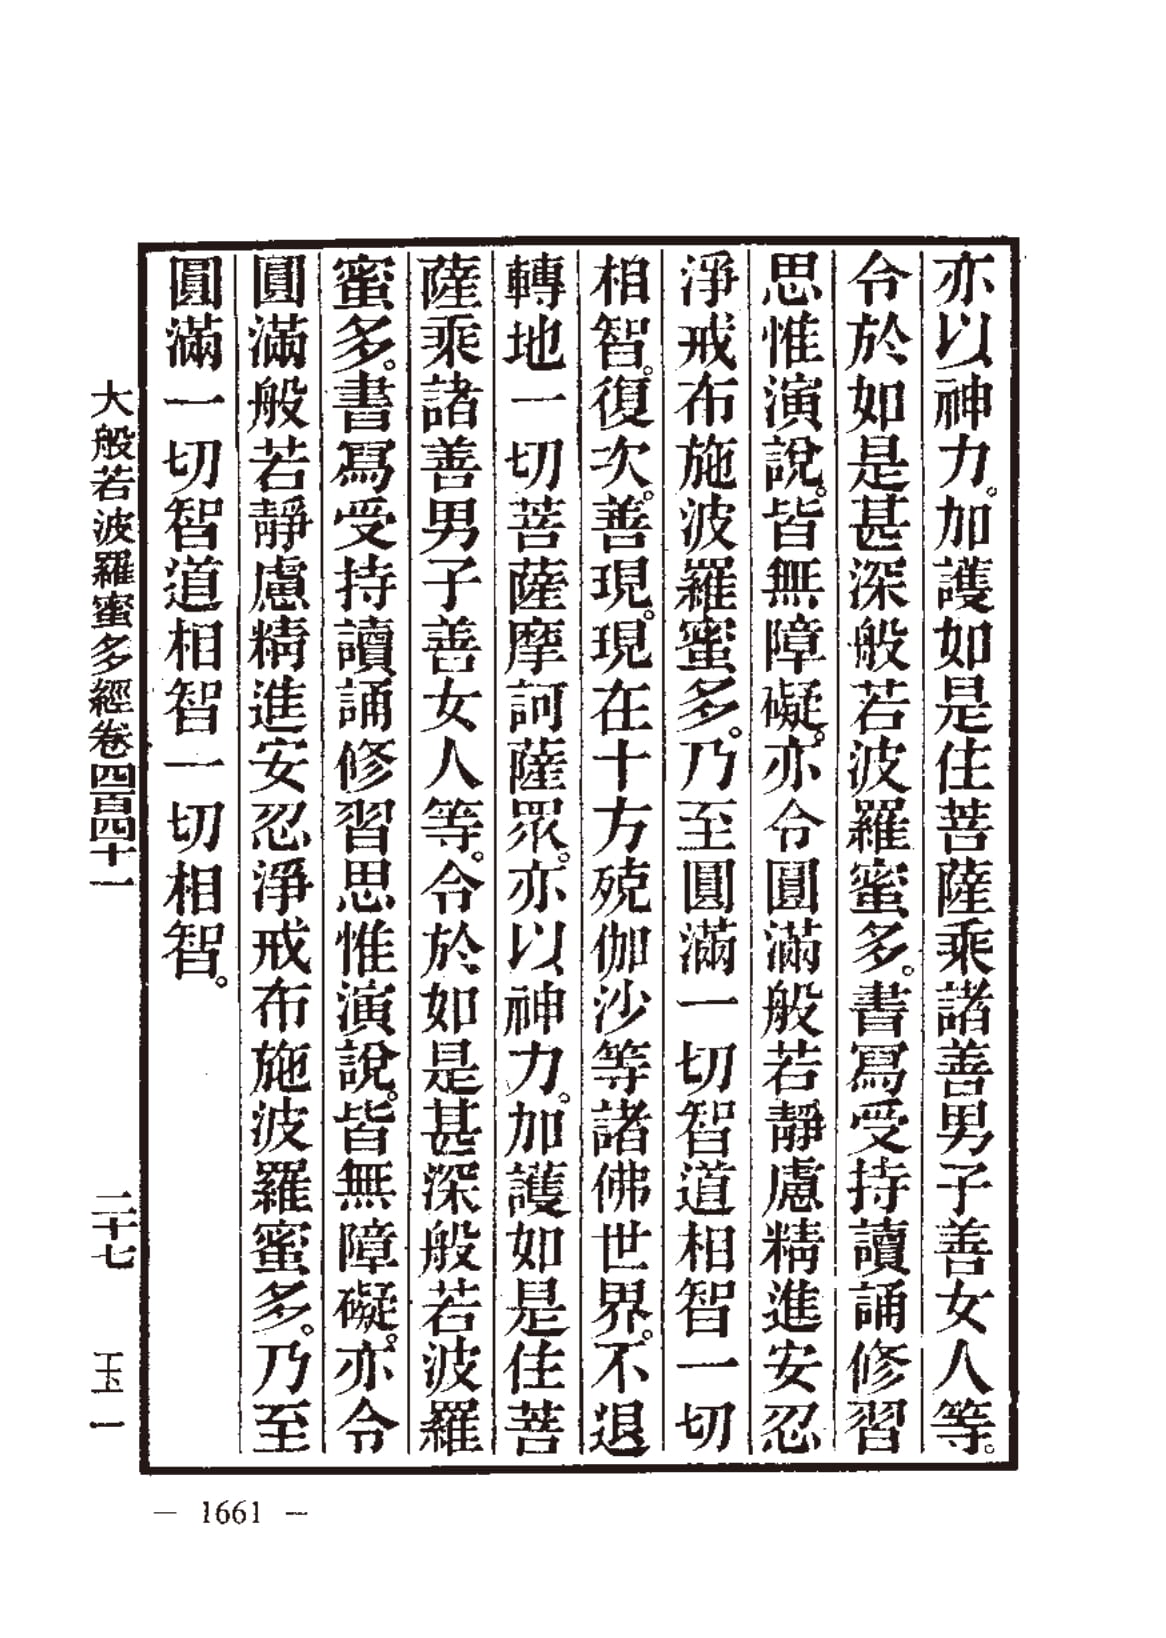 亦以神力。加護如是住菩薩乘諸善男子善女人等。
令於如是甚深般若波羅蜜多。書寫受持讀誦修習
思惟演說。皆無障礙。亦令圓滿般若靜慮精進安忍
淨戒布施波羅蜜多。乃至圓滿一切智道相智一切
相智。復次。善現。現在十方殑伽沙等諸佛世界。不退
轉地一切菩薩摩訶薩眾。亦以神力。加護如是住菩
薩乘諸善男子善女人等。令於如是甚深般若波羅
蜜多。書寫受持讀誦修習思惟演說。皆無障礙。亦令
圓滿般若靜慮精進安忍淨戒布施波羅蜜多。乃至
圓滿一切智道相智一切相智。
大般若波羅蜜多經卷四百四十一 二十七 玉一
— 1661 —